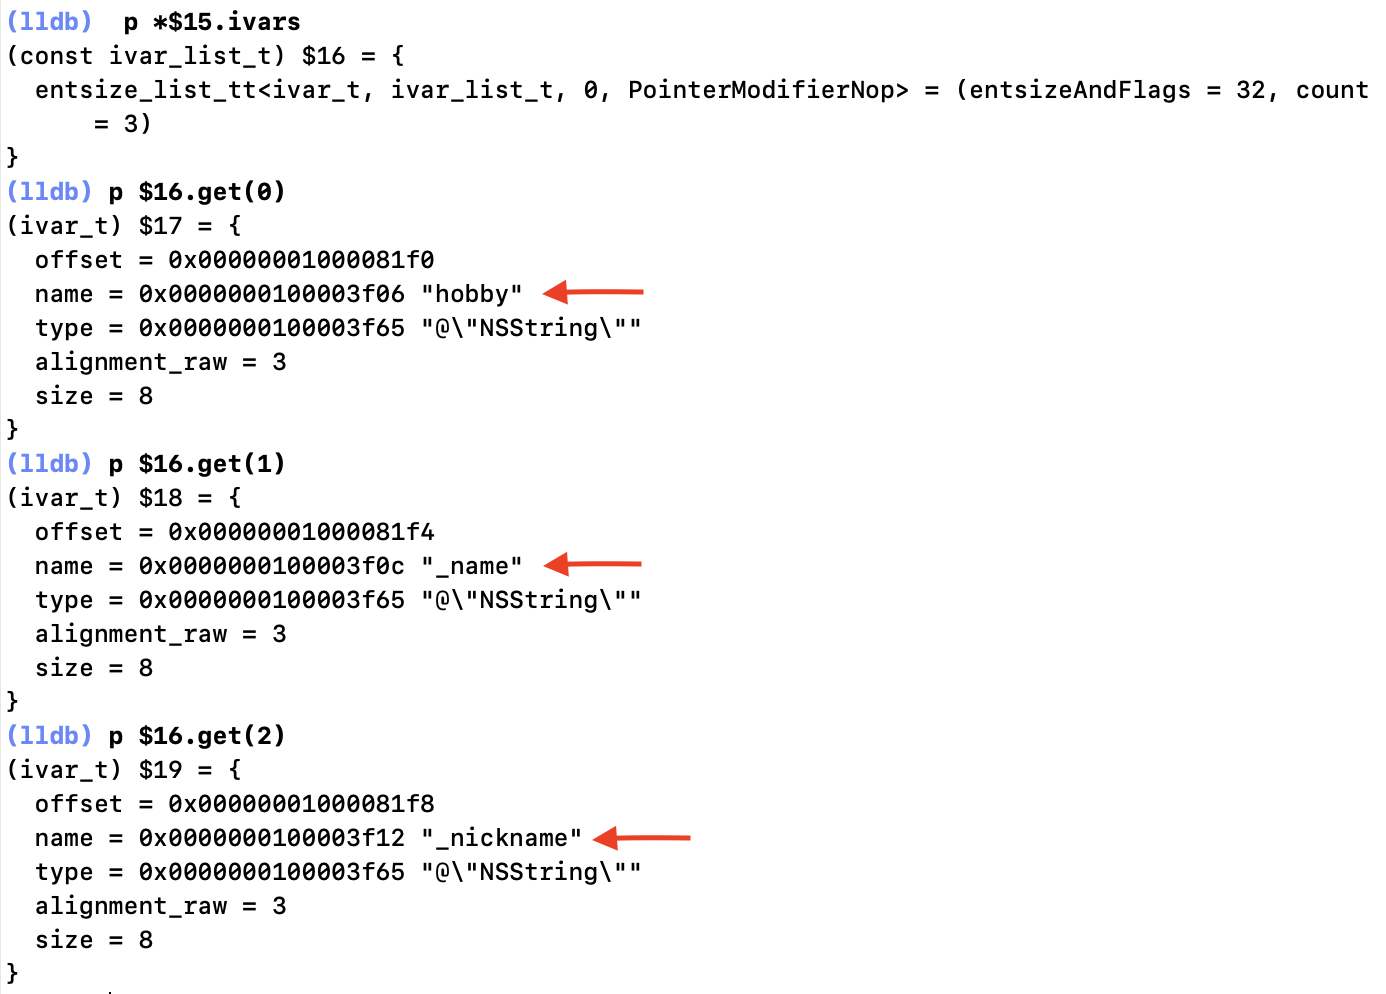 (lldb)  p *$15.ivars
(const ivar_list_t) $16 = {
  entsize_list_tt<ivar_t, ivar_list_t, 0, PointerModifierNop> = (entsizeAndFlags = 32, count
      = 3)
}
(lldb) p $16.get(0)
(ivar_t) $17 = {
  offset = 0x00000001000081f0
  name = 0x0000000100003f06 "hobby"
  type = 0x0000000100003f65 "@\"NSString\""
  alignment_raw = 3
  size = 8
}
(lldb) p $16.get(1)
(ivar_t) $18 = {
  offset = 0x00000001000081f4
  name = 0x0000000100003f0c "_name"
  type = 0x0000000100003f65 "@\"NSString\""
  alignment_raw = 3
  size = 8
}
(lldb) p $16.get(2)
(ivar_t) $19 = {
  offset = 0x00000001000081f8
  name = 0x0000000100003f12 "_nickname"
  type = 0x0000000100003f65 "@\"NSString\""
  alignment_raw = 3
  size = 8
}